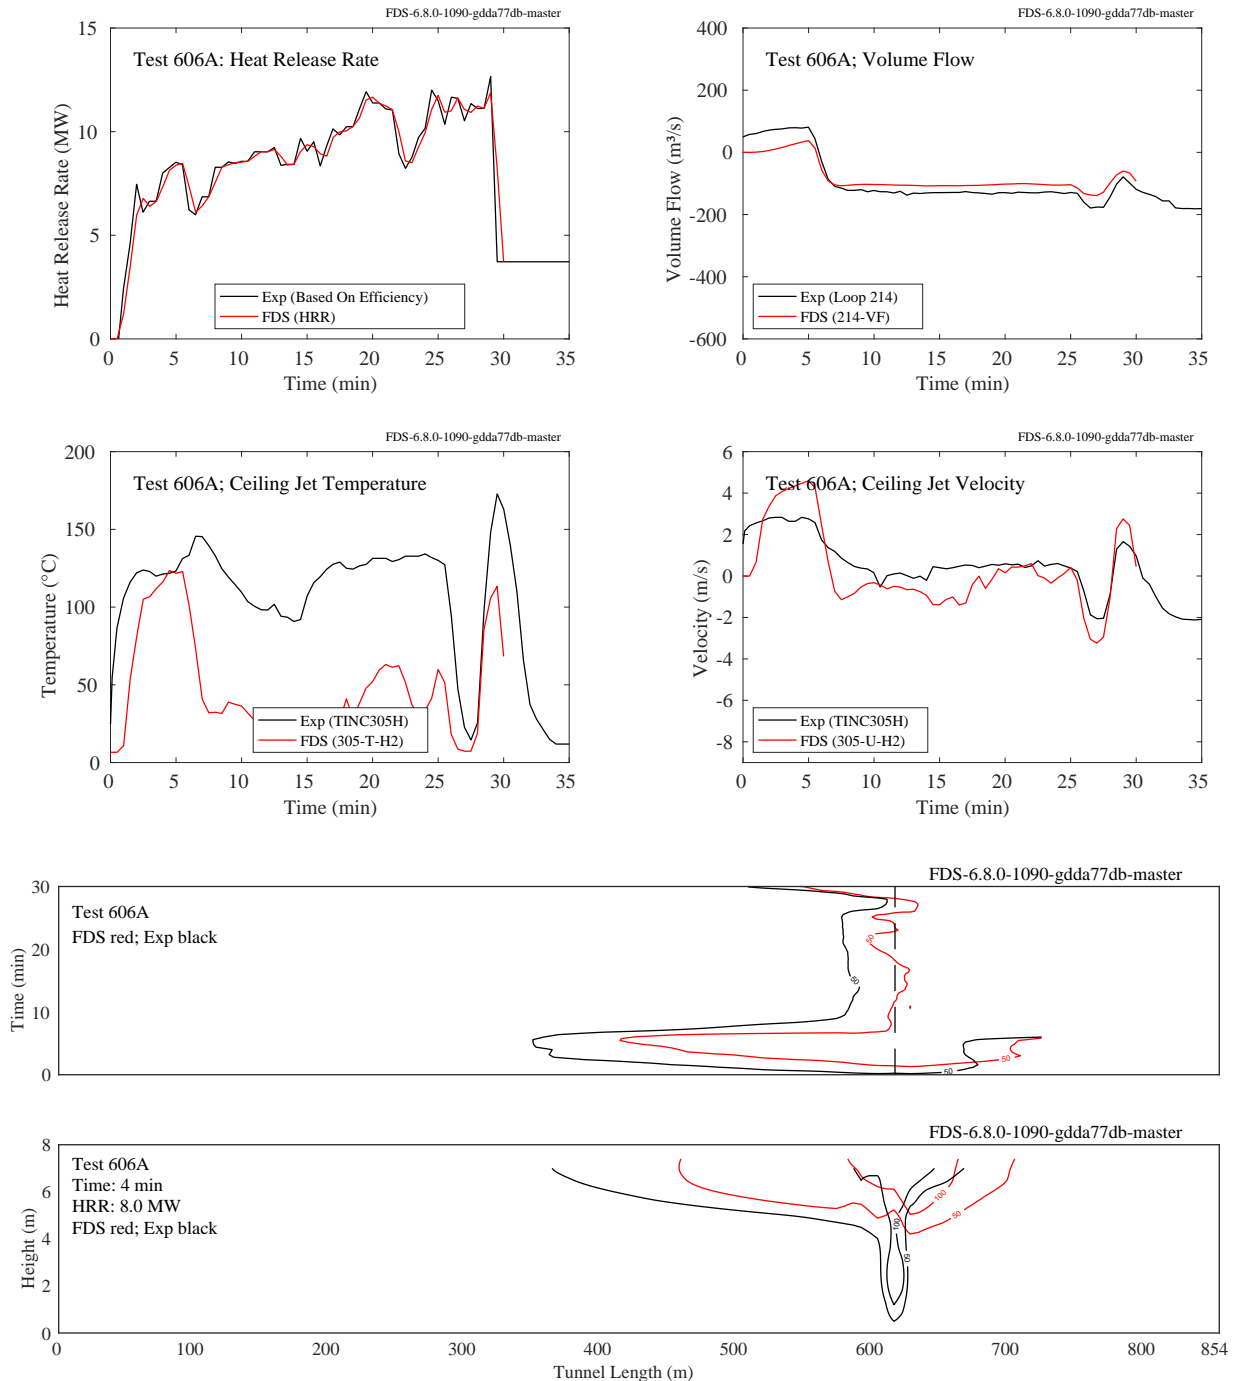 FDS-6.8.0-1090-gdda77db-master
Test 606A: Heat Release Rate
Heat Release Rate (MW)
15
10
5
0
Exp (Based On Efficiency)
FDS (HRR)
0 5 10 15 20 25 30 35
Time (min)
FDS-6.8.0-1090-gdda77db-master
Test 606A; Volume Flow
Volume Flow (m³/s)
400
200
0
-200
-400
-600
Exp (Loop 214)
FDS (214-VF)
0 5 10 15 20 25 30 35
Time (min)
FDS-6.8.0-1090-gdda77db-master
Test 606A; Ceiling Jet Temperature
Temperature (°C)
200
150
100
50
0
Exp (TINC305H)
FDS (305-T-H2)
0 5 10 15 20 25 30 35
Time (min)
FDS-6.8.0-1090-gdda77db-master
Test 606A; Ceiling Jet Velocity
Velocity (m/s)
6
4
2
0
-2
-4
-6
-8
Exp (TINC305H)
FDS (305-U-H2)
0 5 10 15 20 25 30 35
Time (min)
FDS-6.8.0-1090-gdda77db-master
Test 606A
FDS red; Exp black
Time (min)
30
20
10
0
50
50
50
50
FDS-6.8.0-1090-gdda77db-master
Test 606A
Time: 4 min
HRR: 8.0 MW
FDS red; Exp black
Height (m)
8
6
4
2
0
100
50
100
50
0 100 200 300 400 500 600 700 800 854
Tunnel Length (m)